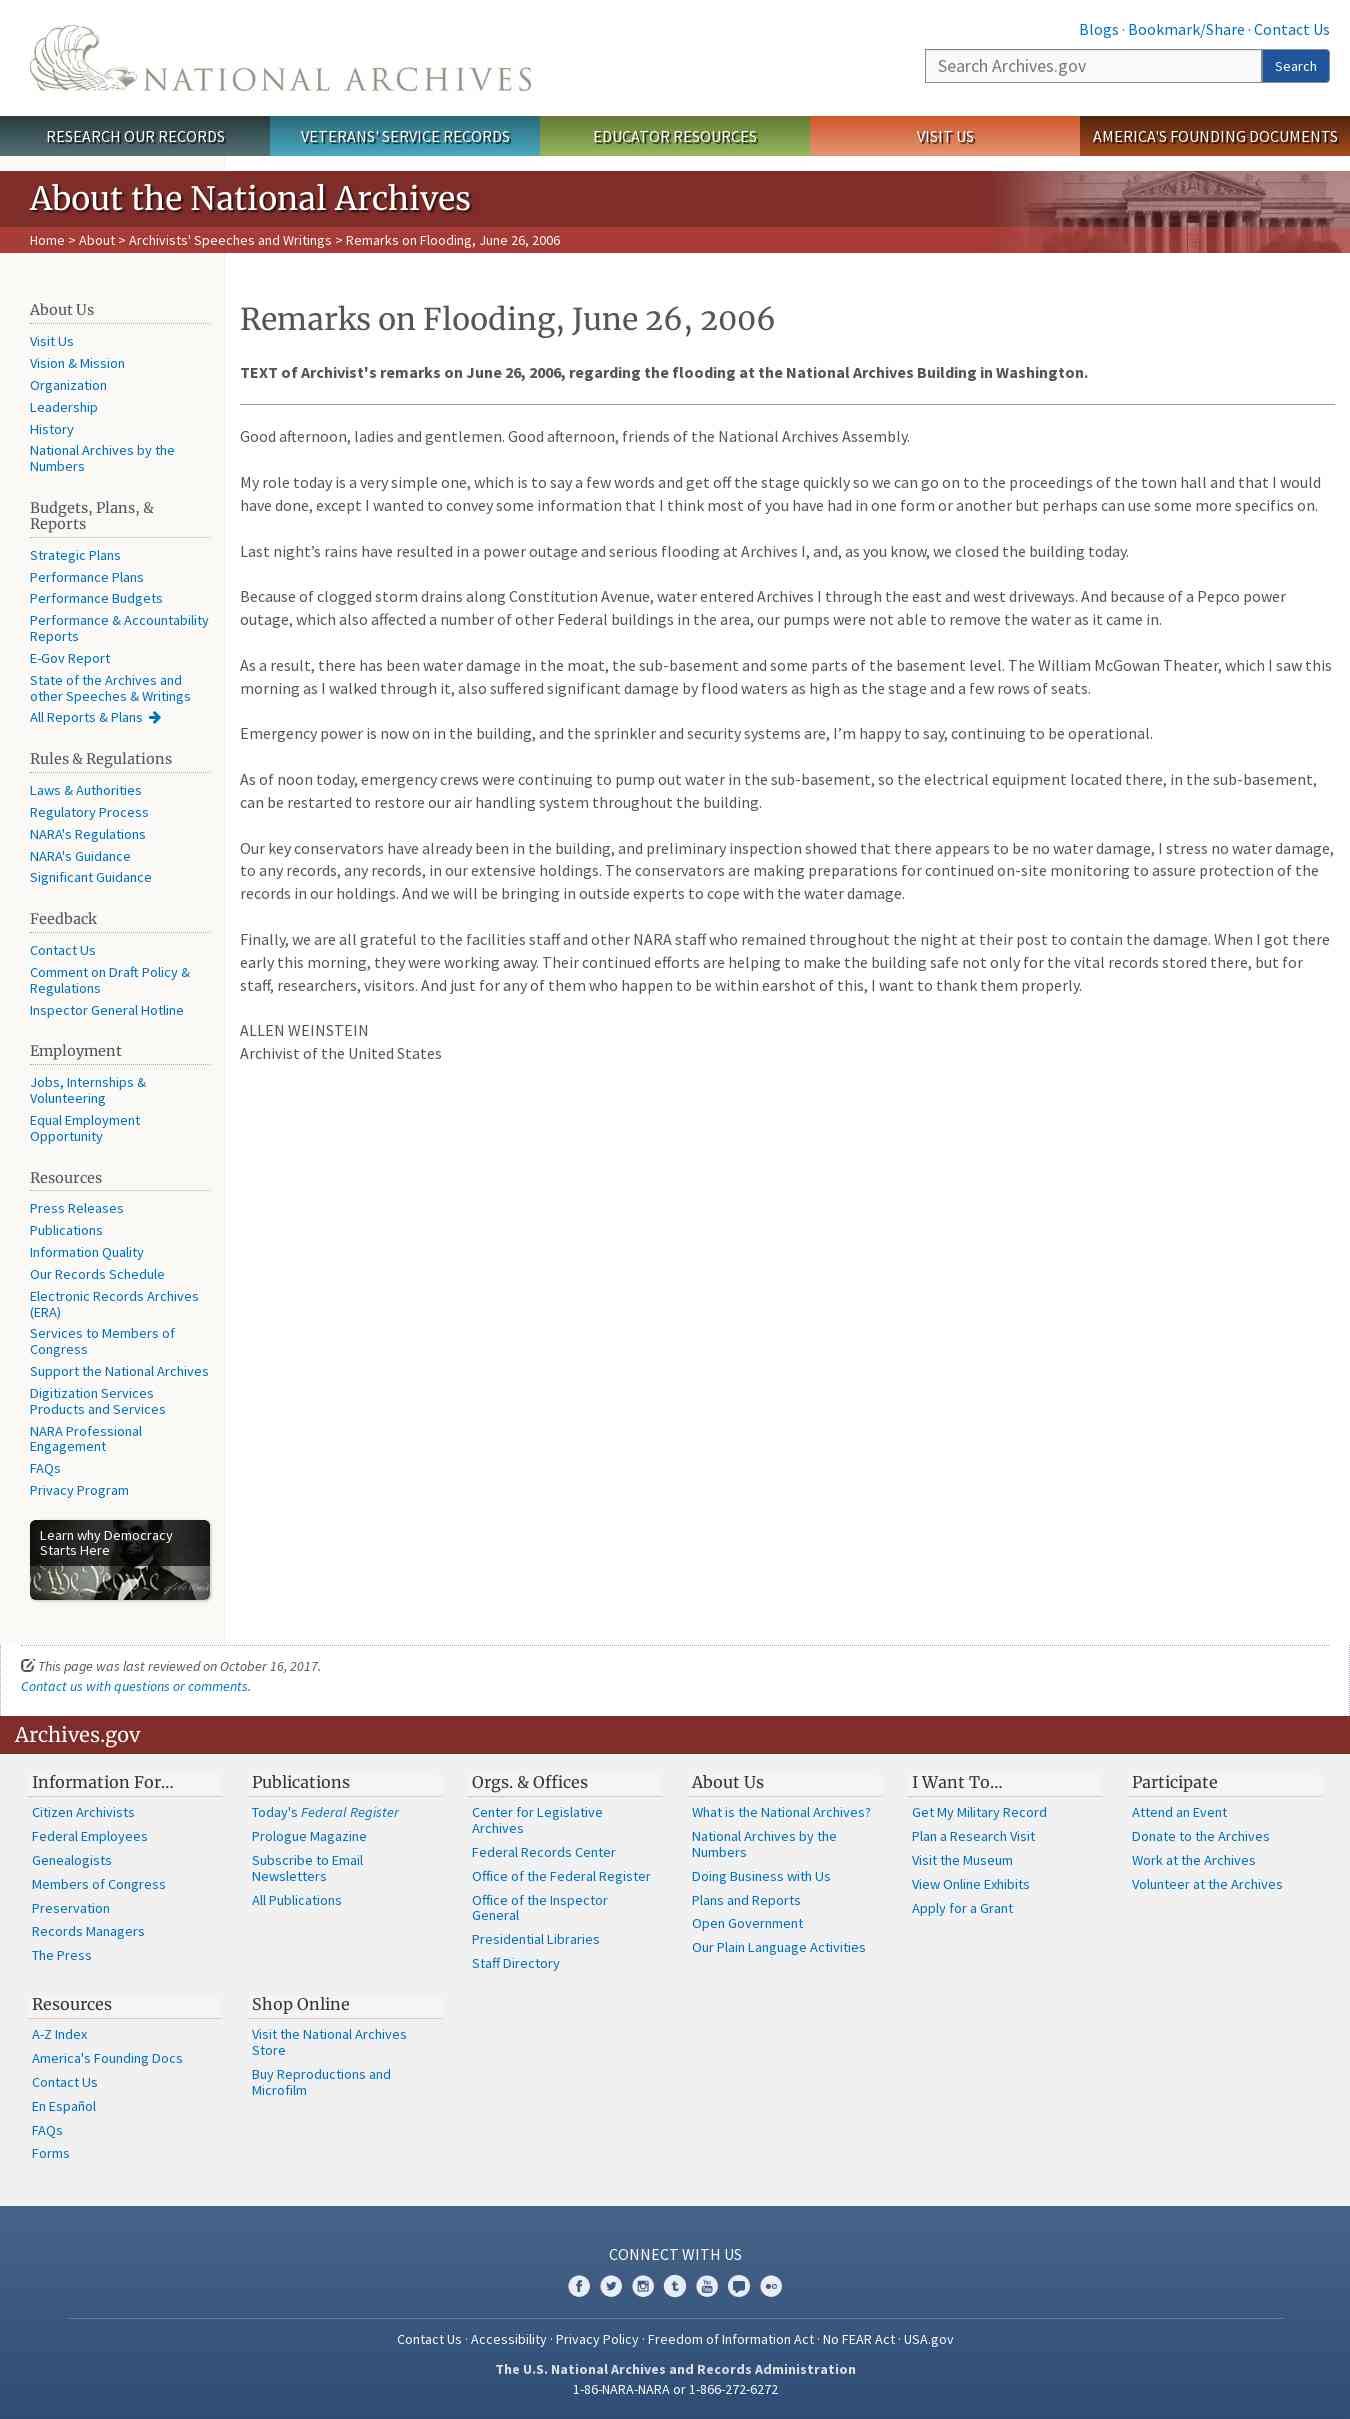 Blogs · Bookmark/Share · Contact Us
NATIONAL ARCHIVES
Search Archives.gov
Search
RESEARCH OUR RECORDS
VETERANS' SERVICE RECORDS
EDUCATOR RESOURCES
VISIT US
AMERICA'S FOUNDING DOCUMENTS
About the National Archives
Home > About > Archivists' Speeches and Writings > Remarks on Flooding, June 26, 2006
About Us
Visit Us
Vision & Mission
Organization
Leadership
History
National Archives by the
Numbers
Budgets, Plans, &
Reports
Strategic Plans
Performance Plans
Performance Budgets
Performance & Accountability
Reports
E-Gov Report
State of the Archives and
other Speeches & Writings
All Reports & Plans
Rules & Regulations
Laws & Authorities
Regulatory Process
NARA's Regulations
NARA's Guidance
Significant Guidance
Feedback
Contact Us
Comment on Draft Policy &
Regulations
Inspector General Hotline
Employment
Jobs, Internships &
Volunteering
Equal Employment
Opportunity
Resources
Press Releases
Publications
Information Quality
Our Records Schedule
Electronic Records Archives
(ERA)
Services to Members of
Congress
Support the National Archives
Digitization Services
Products and Services
NARA Professional
Engagement
FAQs
Privacy Program
Learn why Democracy
Starts Here
e the People
Remarks on Flooding, June 26, 2006
TEXT of Archivist's remarks on June 26, 2006, regarding the flooding at the National Archives Building in Washington.
Good afternoon, ladies and gentlemen. Good afternoon, friends of the National Archives Assembly.
My role today is a very simple one, which is to say a few words and get off the stage quickly so we can go on to the proceedings of the town hall and that I would
have done, except I wanted to convey some information that I think most of you have had in one form or another but perhaps can use some more specifics on.
Last night’s rains have resulted in a power outage and serious flooding at Archives I, and, as you know, we closed the building today.
Because of clogged storm drains along Constitution Avenue, water entered Archives I through the east and west driveways. And because of a Pepco power
outage, which also affected a number of other Federal buildings in the area, our pumps were not able to remove the water as it came in.
As a result, there has been water damage in the moat, the sub-basement and some parts of the basement level. The William McGowan Theater, which I saw this
morning as I walked through it, also suffered significant damage by flood waters as high as the stage and a few rows of seats.
Emergency power is now on in the building, and the sprinkler and security systems are, I’m happy to say, continuing to be operational.
As of noon today, emergency crews were continuing to pump out water in the sub-basement, so the electrical equipment located there, in the sub-basement,
can be restarted to restore our air handling system throughout the building.
Our key conservators have already been in the building, and preliminary inspection showed that there appears to be no water damage, I stress no water damage,
to any records, any records, in our extensive holdings. The conservators are making preparations for continued on-site monitoring to assure protection of the
records in our holdings. And we will be bringing in outside experts to cope with the water damage.
Finally, we are all grateful to the facilities staff and other NARA staff who remained throughout the night at their post to contain the damage. When I got there
early this morning, they were working away. Their continued efforts are helping to make the building safe not only for the vital records stored there, but for
staff, researchers, visitors. And just for any of them who happen to be within earshot of this, I want to thank them properly.
ALLEN WEINSTEIN
Archivist of the United States
This page was last reviewed on October 16, 2017.
Contact us with questions or comments.
Archives.gov
Information For…
Citizen Archivists
Federal Employees
Genealogists
Members of Congress
Preservation
Records Managers
The Press
Publications
Today's Federal Register
Prologue Magazine
Subscribe to Email
Newsletters
All Publications
Orgs. & Offices
Center for Legislative
Archives
Federal Records Center
Office of the Federal Register
Office of the Inspector
General
Presidential Libraries
Staff Directory
About Us
What is the National Archives?
National Archives by the
Numbers
Doing Business with Us
Plans and Reports
Open Government
Our Plain Language Activities
I Want To…
Get My Military Record
Plan a Research Visit
Visit the Museum
View Online Exhibits
Apply for a Grant
Participate
Attend an Event
Donate to the Archives
Work at the Archives
Volunteer at the Archives
Resources
A-Z Index
America's Founding Docs
Contact Us
En Español
FAQs
Forms
Shop Online
Visit the National Archives
Store
Buy Reproductions and
Microfilm
CONNECT WITH US
Contact Us · Accessibility · Privacy Policy · Freedom of Information Act · No FEAR Act · USA.gov
The U.S. National Archives and Records Administration
1-86-NARA-NARA or 1-866-272-6272